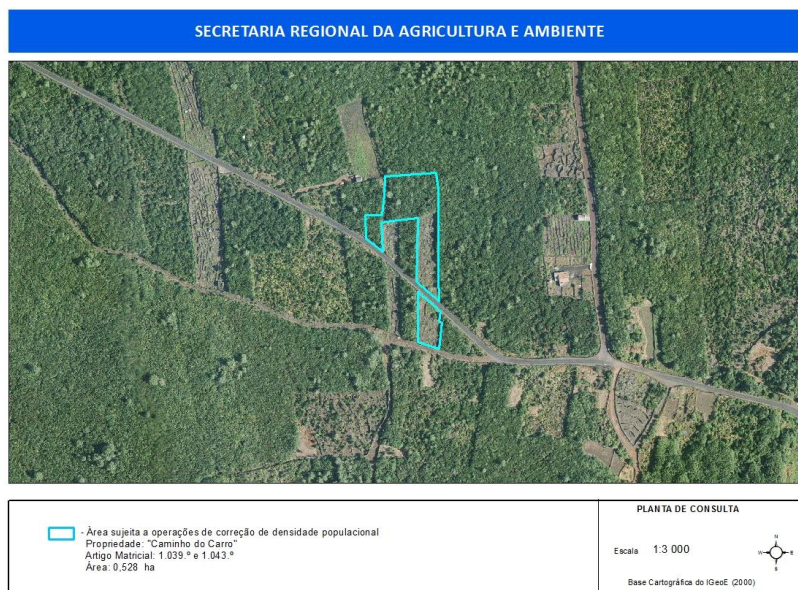 SECRETARIA REGIONAL DA AGRICULTURA E AMBIENTE
- Área sujeita a operações de correção de densidade populacional
Propriedade: "Caminho do Carro"
Artigo Matricial: 1.039.º e 1.043.º
Área: 0,528 ha
PLANTA DE CONSULTA
Escala 1:3 000
N
W E
S
Base Cartográfica do IGeoE (2000)